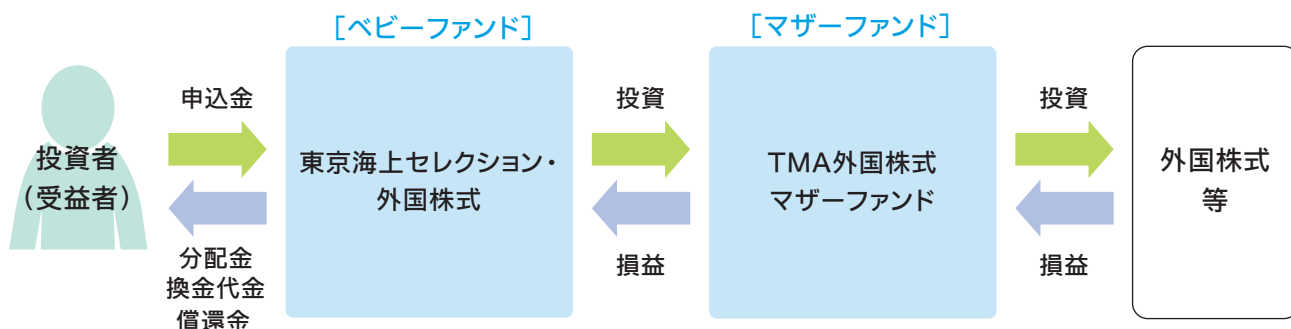 [ベビーファンド]
[マザーファンド]
投資者
(受益者)
申込金
分配金
換金代金
償還金
東京海上セレクション・
外国株式
投資
損益
TMA外国株式
マザーファンド
投資
損益
外国株式
等